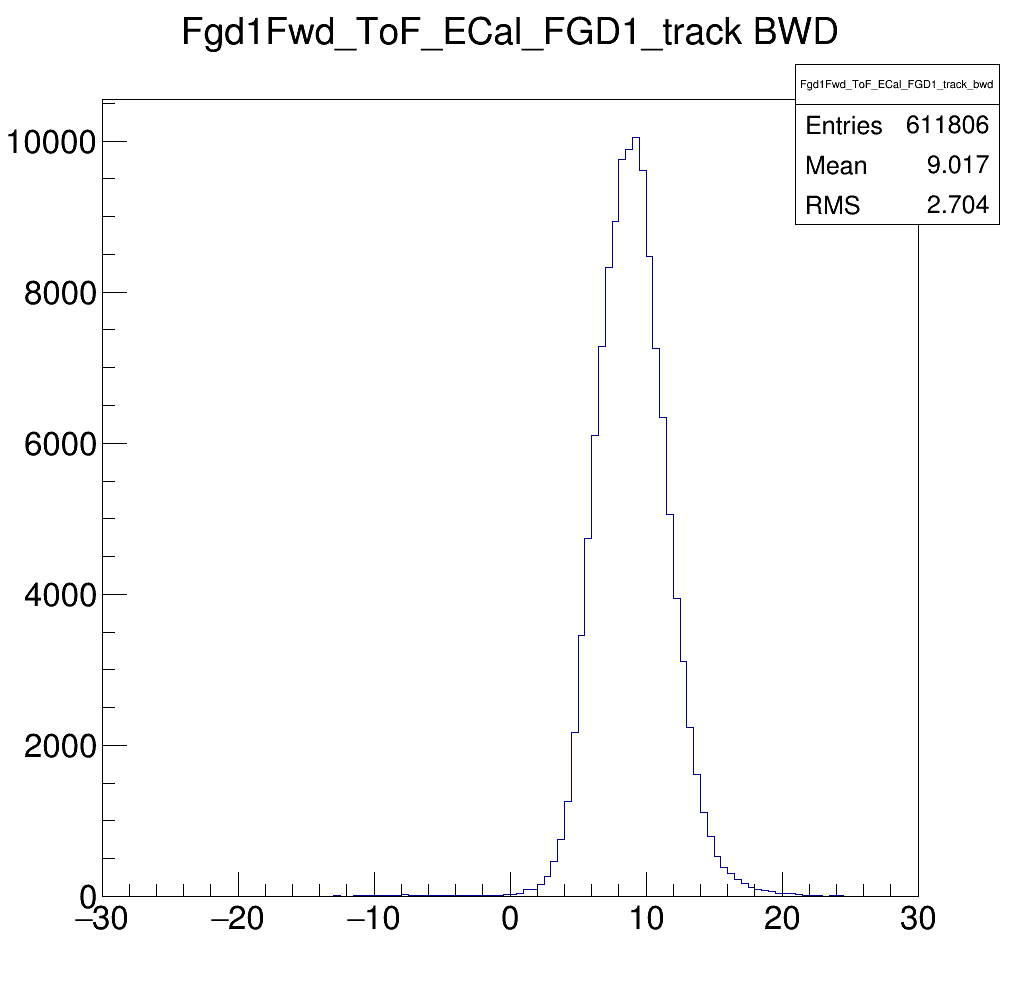 Fgd1Fwd_ToF_ECal_FGD1_track BWD
Fgd1Fwd_ToF_ECal_FGD1_track_bwd
Entries 611806
Mean 9.017
RMS 2.704
10000
8000
6000
4000
2000
0
−30 −20 −10 0 10 20 30